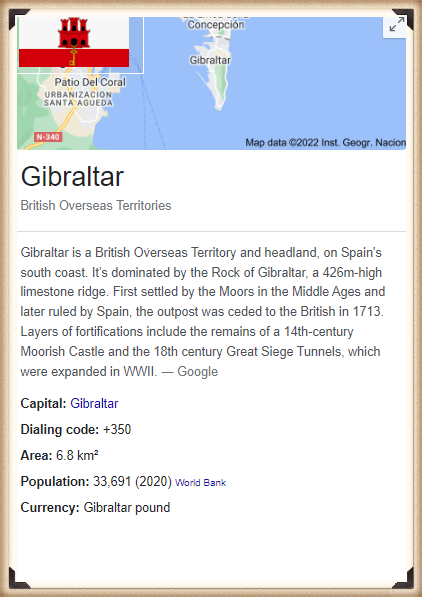 Concepción
Gibraltar
Patio Del Coral
URBANIZACION
SANTA AGUEDA
N-340
Map data ©2022 Inst. Geogr. Nacion
Gibraltar
British Overseas Territories
Gibraltar is a British Overseas Territory and headland, on Spain's
south coast. It's dominated by the Rock of Gibraltar, a 426m-high
limestone ridge. First settled by the Moors in the Middle Ages and
later ruled by Spain, the outpost was ceded to the British in 1713.
Layers of fortifications include the remains of a 14th-century
Moorish Castle and the 18th century Great Siege Tunnels, which
were expanded in WWII. — Google
Capital: Gibraltar
Dialing code: +350
Area: 6.8 km²
Population: 33,691 (2020) World Bank
Currency: Gibraltar pound